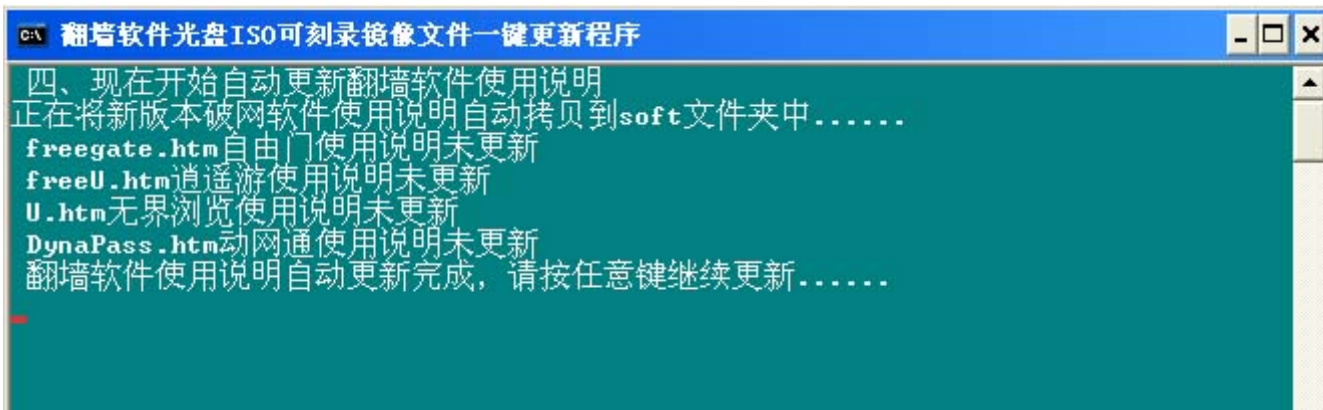 翻墙软件光盘ISO可刻录镜像文件一键更新程序
四、现在开始自动更新翻墙软件使用说明
正在将新版本破网软件使用说明自动拷贝到soft文件夹中......
freegate.htm自由门使用说明未更新
freeU.htm逍遥游使用说明未更新
U.htm无界浏览使用说明未更新
DynaPass.htm动网通使用说明未更新
翻墙软件使用说明自动更新完成，请按任意键继续更新......